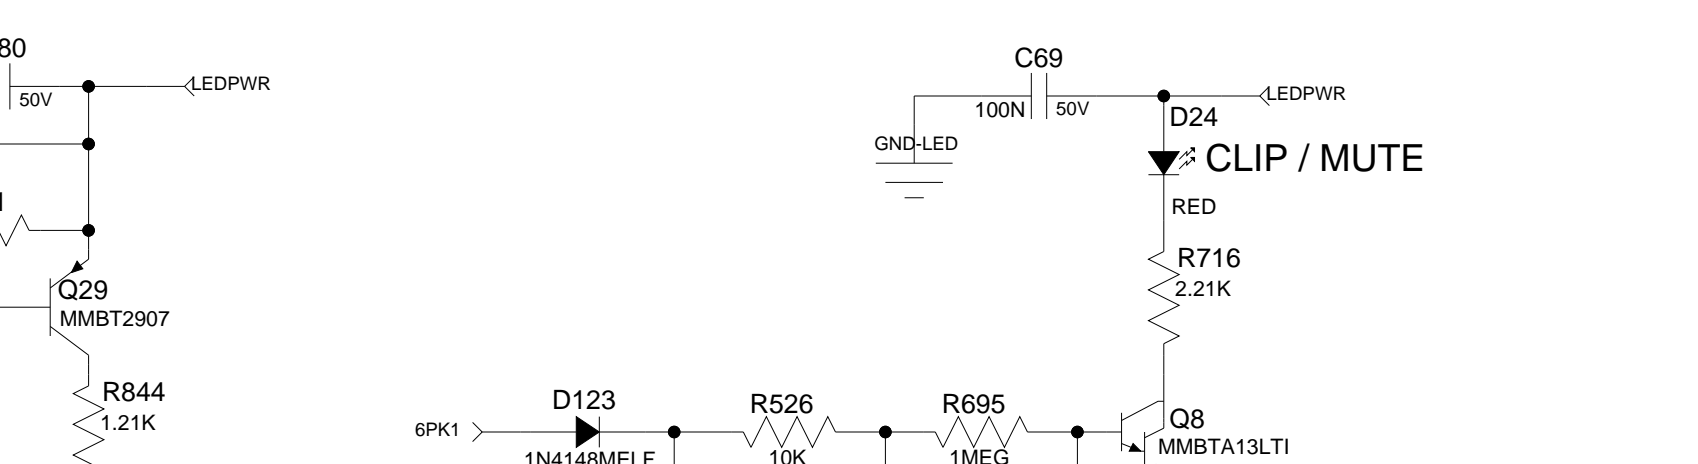 80
50V
LEDPWR
Q29
MMBT2907
R844
1.21K
C69
100N
50V
LEDPWR
GND-LED
D24
CLIP / MUTE
RED
R716
2.21K
6PK1
D123
1N4148MELF
R526
10K
R695
1MEG
Q8
MMBTA13LTI